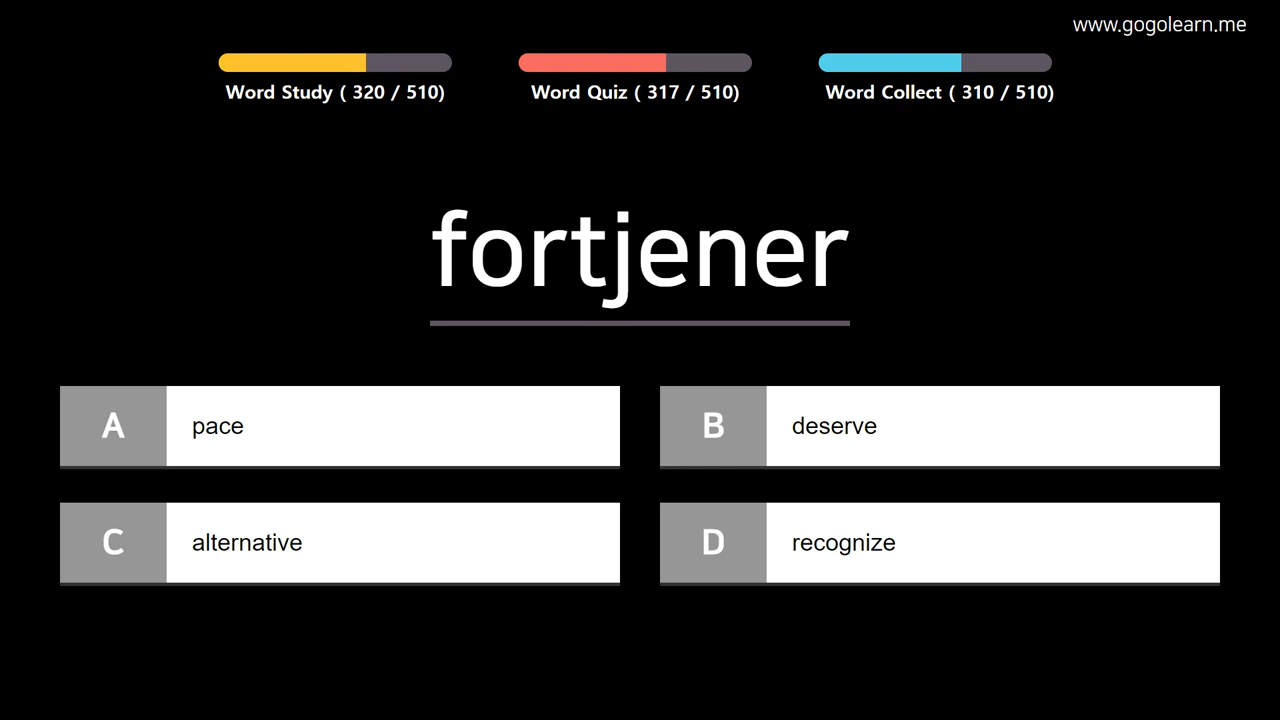 www.gogolearn.me
Word Study ( 320 / 510)
Word Quiz ( 317 / 510)
Word Collect ( 310 / 510)
fortjener
A pace
B deserve
C alternative
D recognize